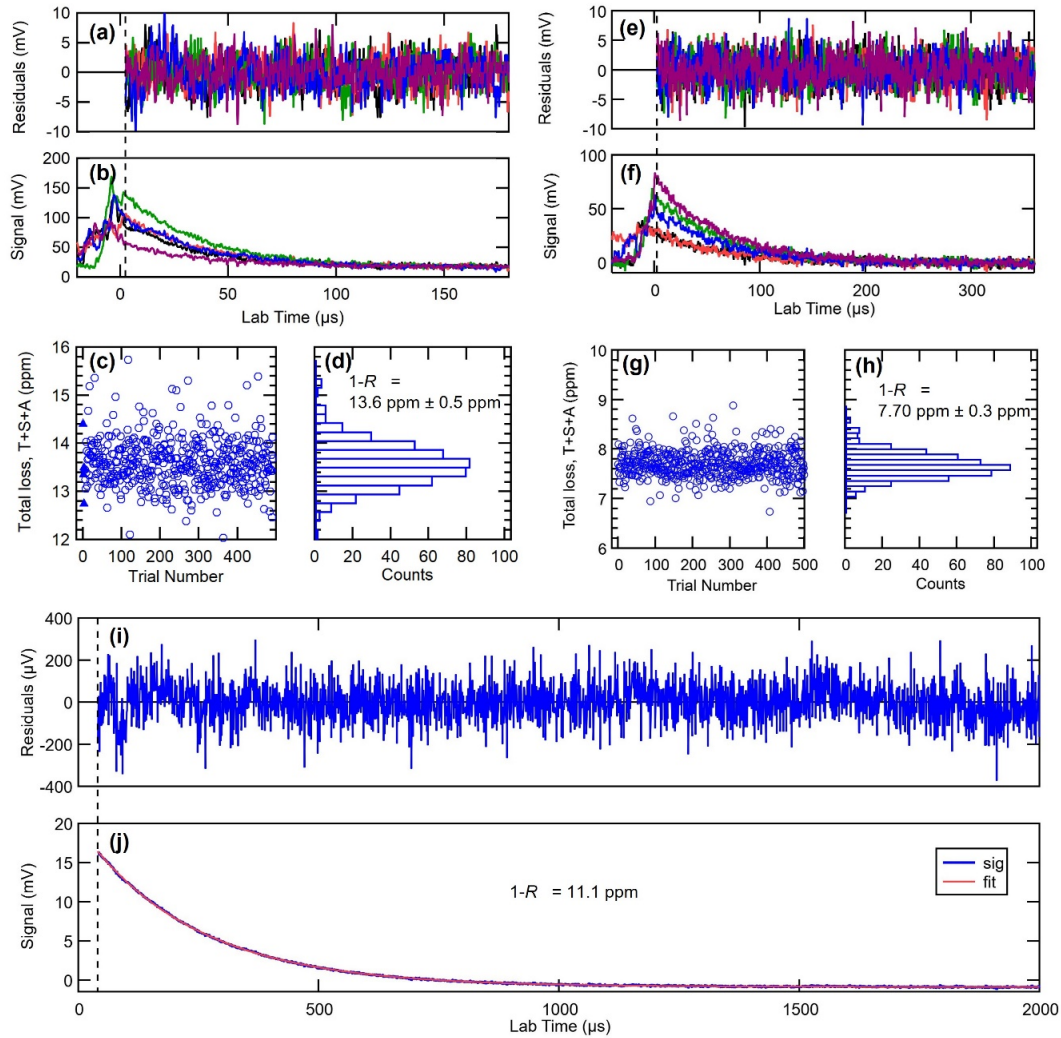 (a)
Residuals (mV)
10
5
0
-5
-10
(b)
Signal (mV)
200
150
100
50
0
0 50 100 150
Lab Time (µs)
(e)
Residuals (mV)
10
5
0
-5
-10
(f)
Signal (mV)
100
50
0
0 100 200 300
Lab Time (µs)
(c)
Total loss, T+S+A (ppm)
16
15
14
13
12
0 100 200 300 400
Trial Number
(d)
1-R =
13.6 ppm ± 0.5 ppm
0 20 40 60 80 100
Counts
(g)
Total loss, T+S+A (ppm)
10
9
8
7
6
0 100 200 300 400 500
Trial Number
(h)
1-R =
7.70 ppm ± 0.3 ppm
0 20 40 60 80 100
Counts
(i)
Residuals (µV)
400
200
0
-200
-400
(j)
Signal (mV)
20
15
10
5
0
1-R = 11.1 ppm
sig
fit
0 500 1000 1500 2000
Lab Time (µs)